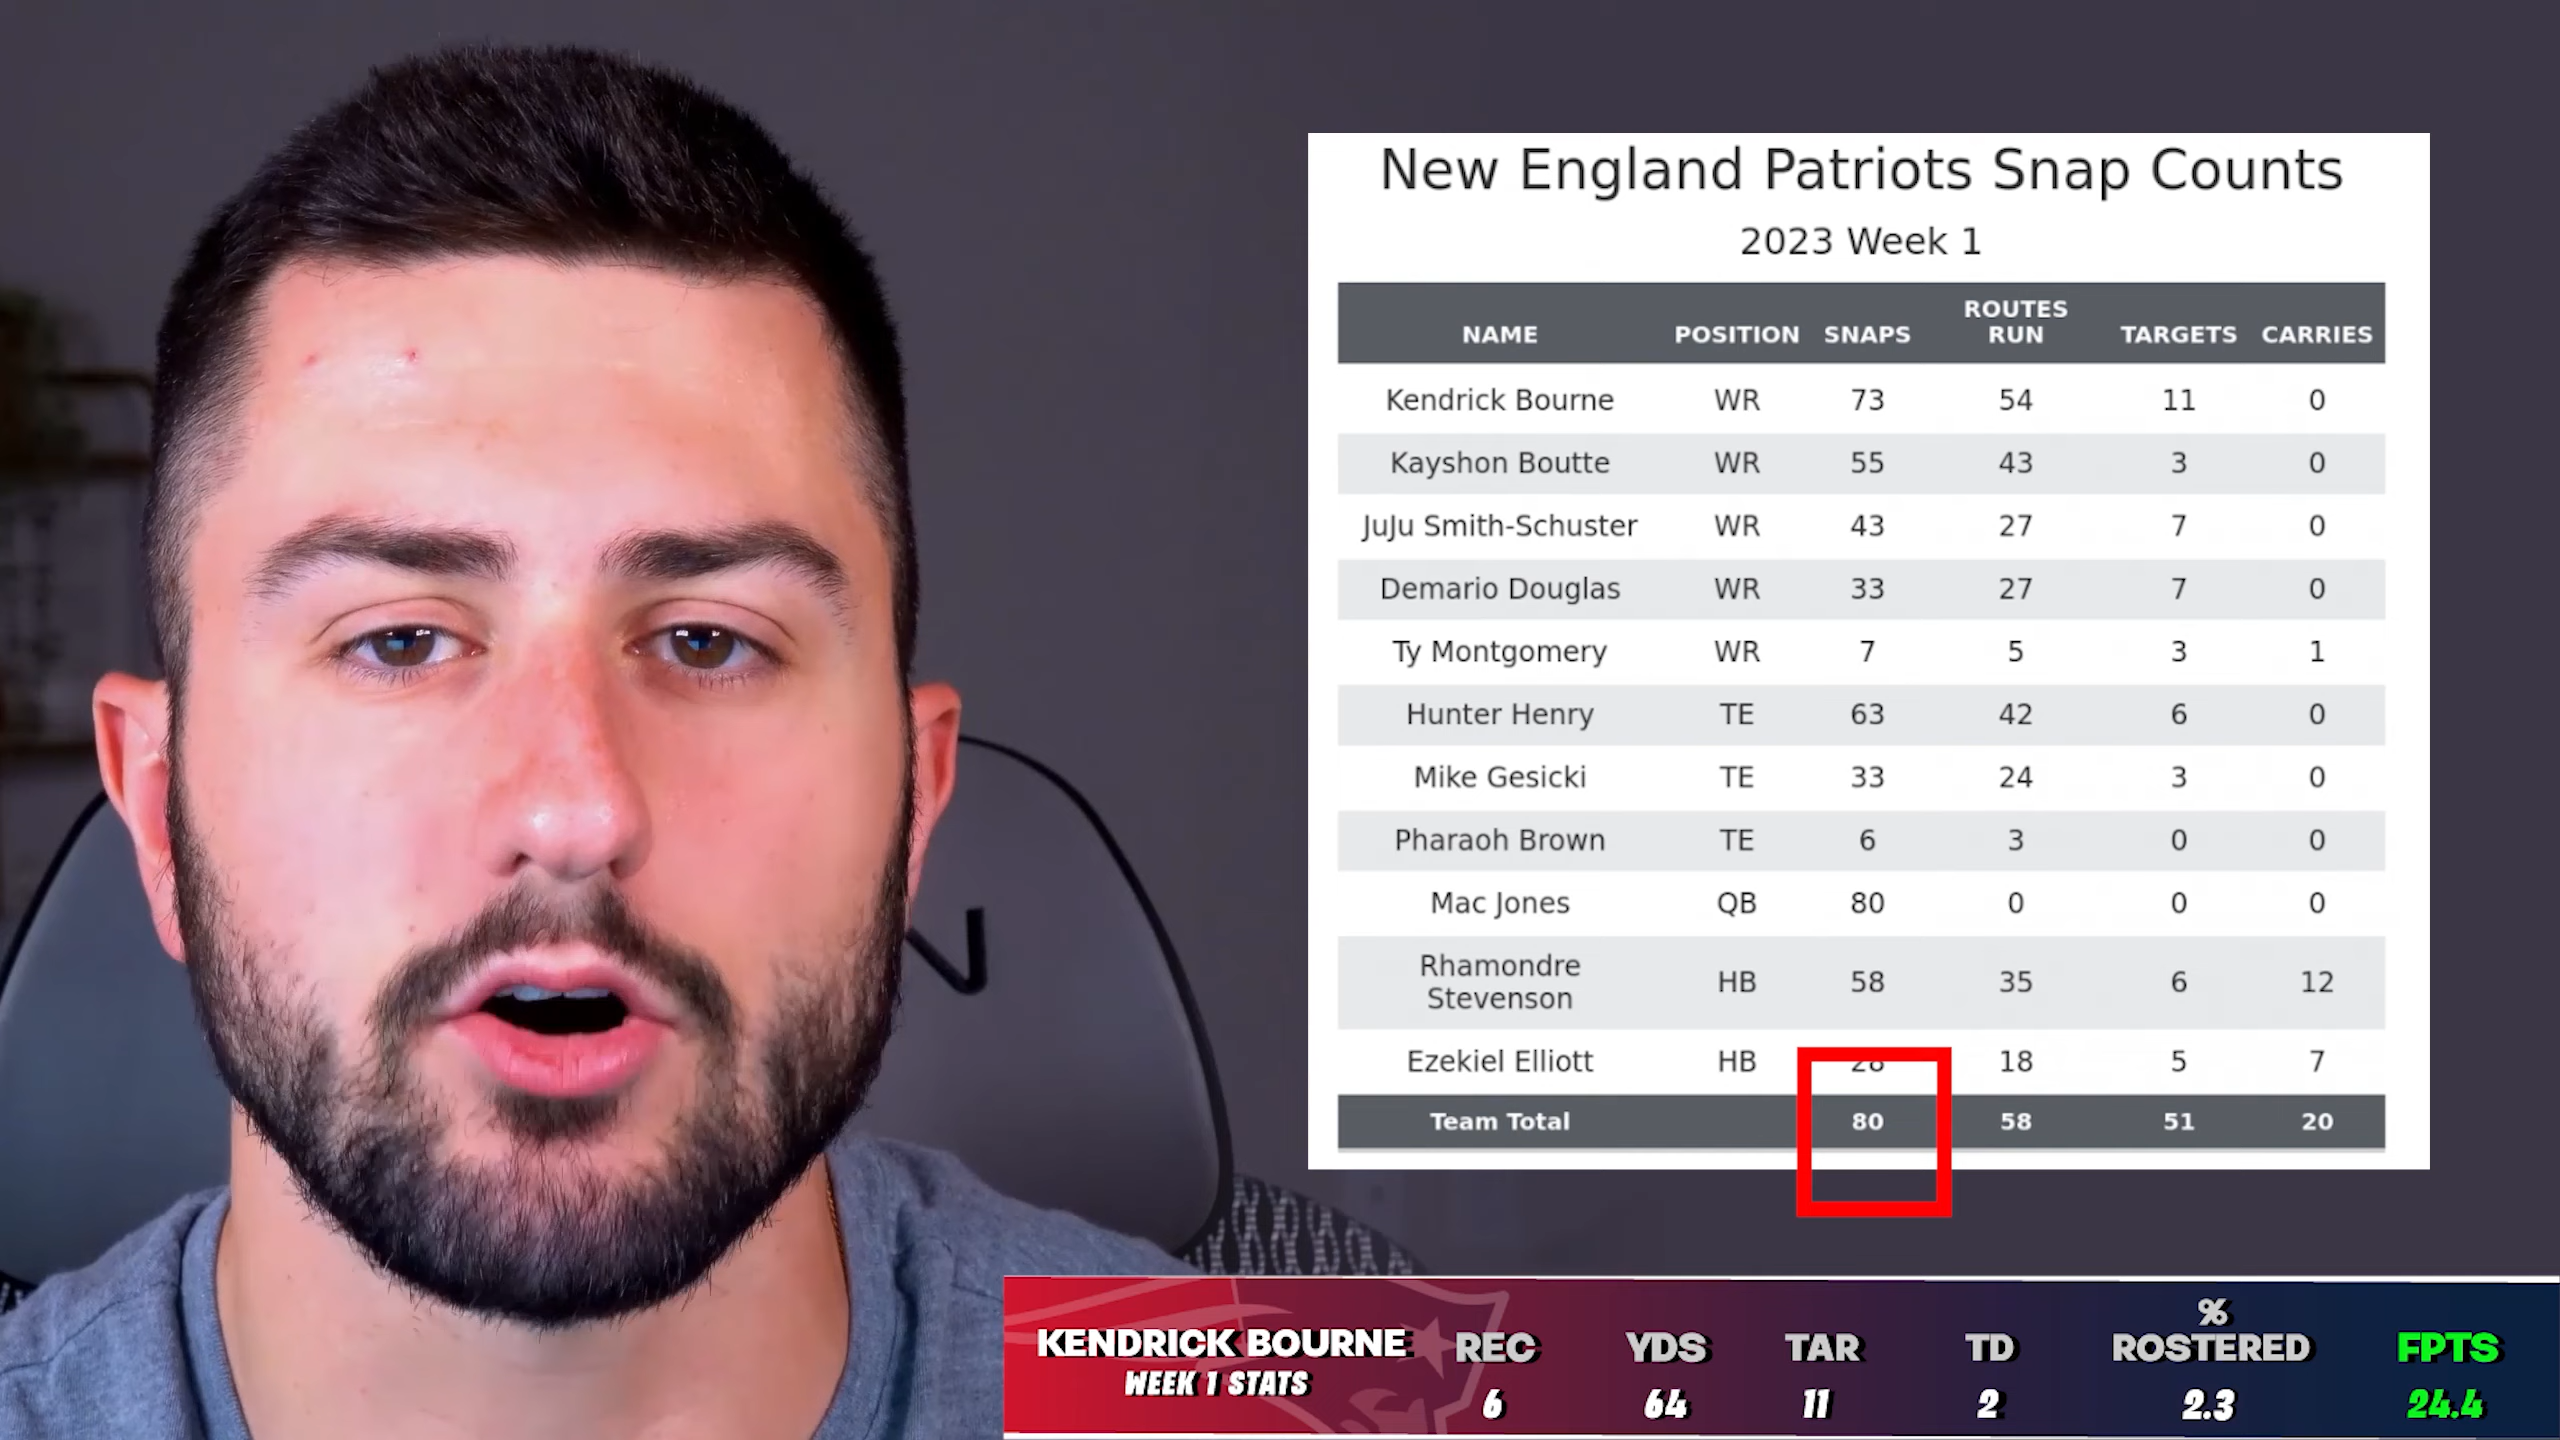 New England Patriots Snap Counts
2023 Week 1
NAME POSITION SNAPS ROUTES RUN TARGETS CARRIES
Kendrick Bourne WR 73 54 11 0
Kayshon Boutte WR 55 43 3 0
JuJu Smith-Schuster WR 43 27 7 0
Demario Douglas WR 33 27 7 0
Ty Montgomery WR 7 5 3 1
Hunter Henry TE 63 42 6 0
Mike Gesicki TE 33 24 3 0
Pharaoh Brown TE 6 3 0 0
Mac Jones QB 80 0 0 0
Rhamondre Stevenson HB 58 35 6 12
Ezekiel Elliott HB 18 5 7
Team Total 80 58 51 20
KENDRICK BOURNE REC YDS TAR TD % ROSTERED FPTS
WEEK 1 STATS 6 64 11 2 2.3 24.4